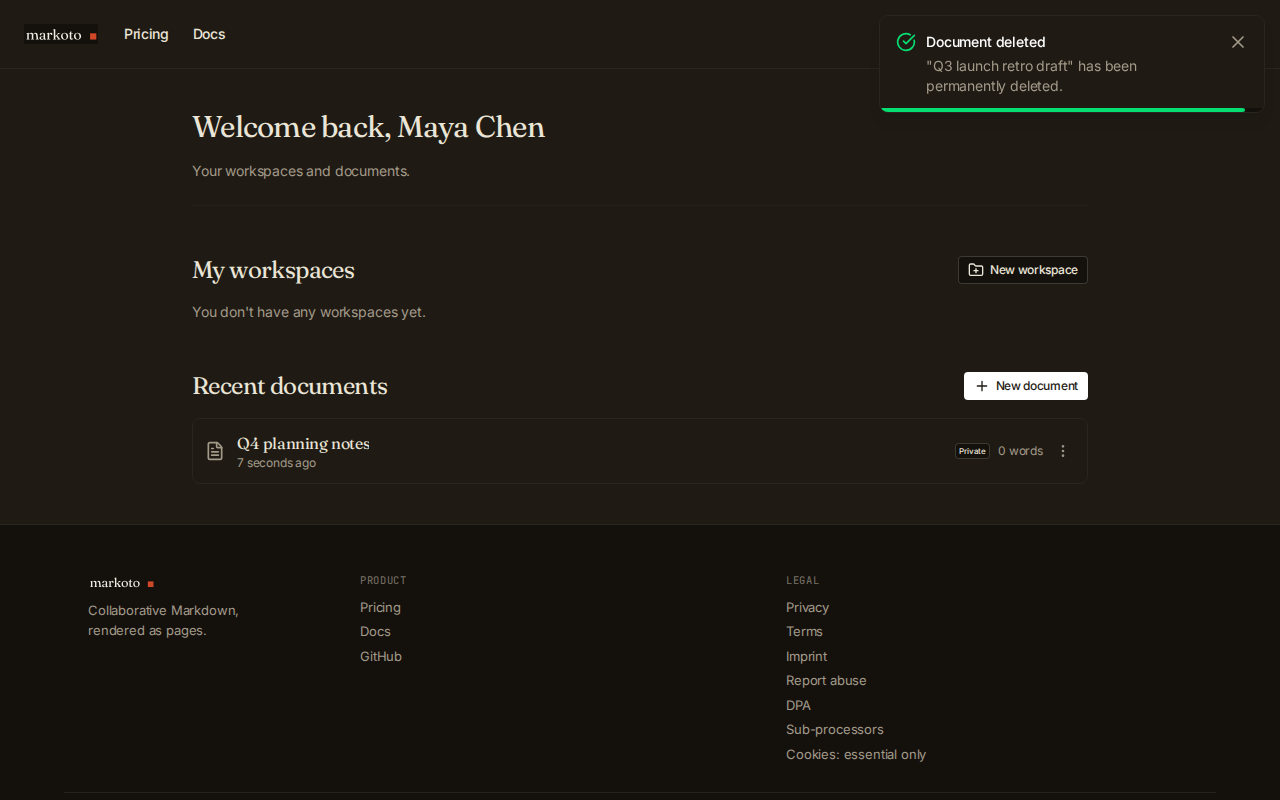 markoto
Pricing
Docs
Document deleted
"Q3 launch retro draft" has been
permanently deleted.
Welcome back, Maya Chen
Your workspaces and documents.
My workspaces
New workspace
You don't have any workspaces yet.
Recent documents
New document
Q4 planning notes
7 seconds ago
Private
0 words
markoto
Collaborative Markdown,
rendered as pages.
PRODUCT
Pricing
Docs
GitHub
LEGAL
Privacy
Terms
Imprint
Report abuse
DPA
Sub-processors
Cookies: essential only